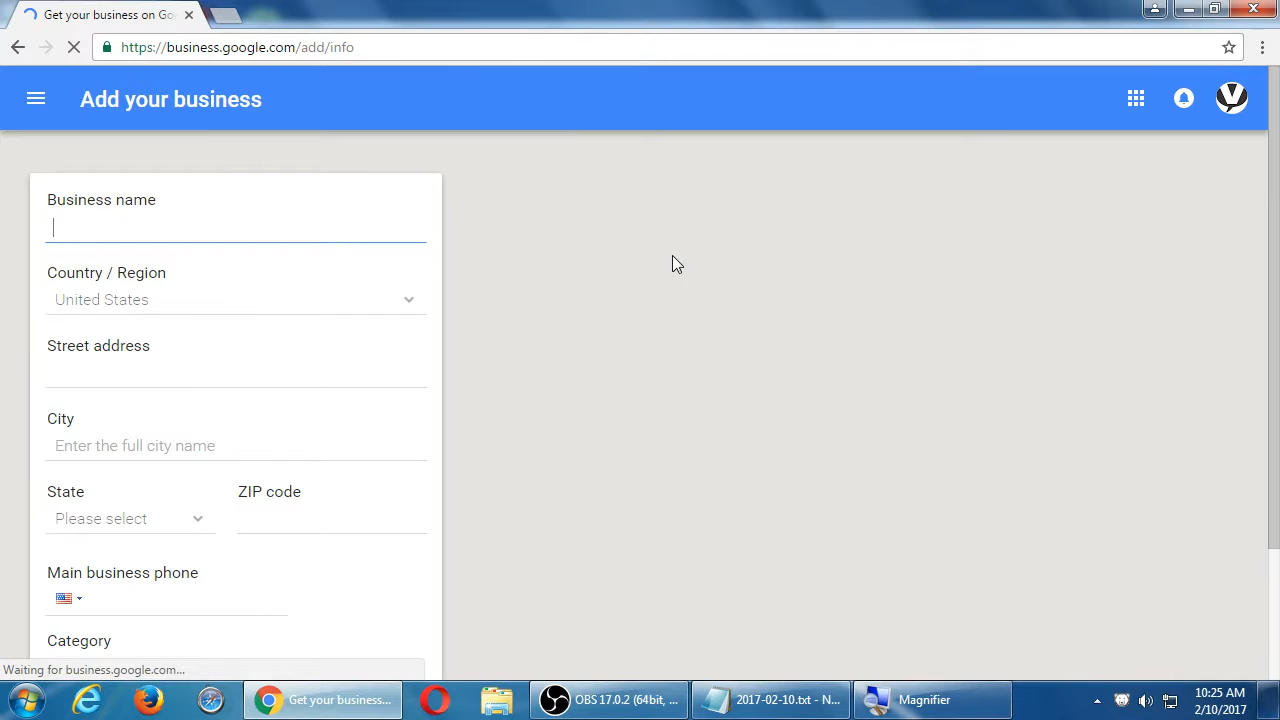 Get your business on Go
https://business.google.com/add/info
Add your business
Business name
Country / Region
United States
Street address
City
Enter the full city name
State
ZIP code
Please select
Main business phone
Category
Waiting for business.google.com...
Get your business...
OBS 17.0.2 (64bit, ...
2017-02-10.txt - N...
Magnifier
10:25 AM
2/10/2017